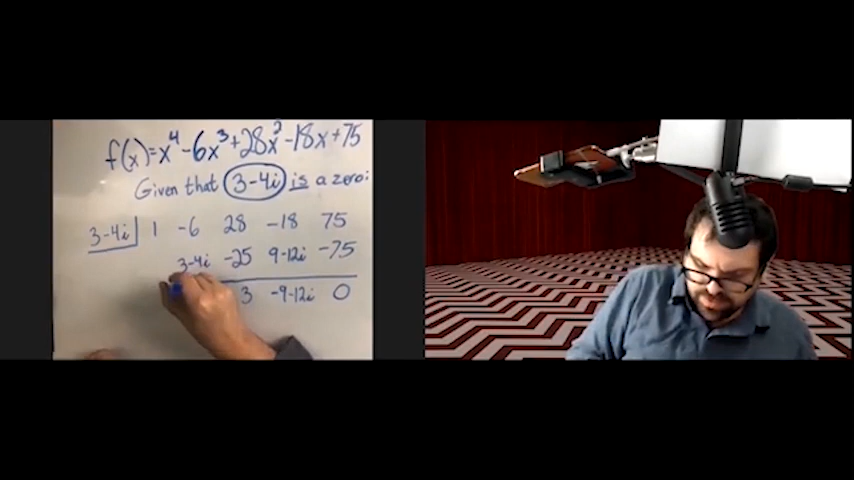 f(x)=x⁴-6x³+28x²-18x+75
Given that 3-4i is a zero:
3-4i 1 -6 28 -18 75
3-4i -25 9-12i -75
3 -9-12i 0